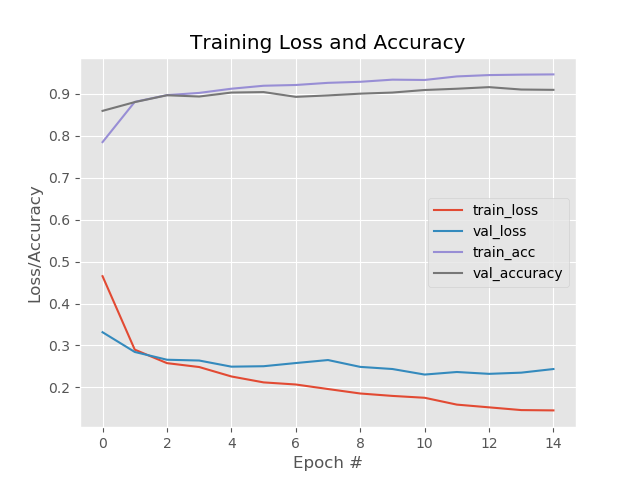 Training Loss and Accuracy
Loss/Accuracy
0.9
0.8
0.7
0.6
0.5
0.4
0.3
0.2
train_loss
val_loss
train_acc
val_accuracy
0 2 4 6 8 10 12 14
Epoch #